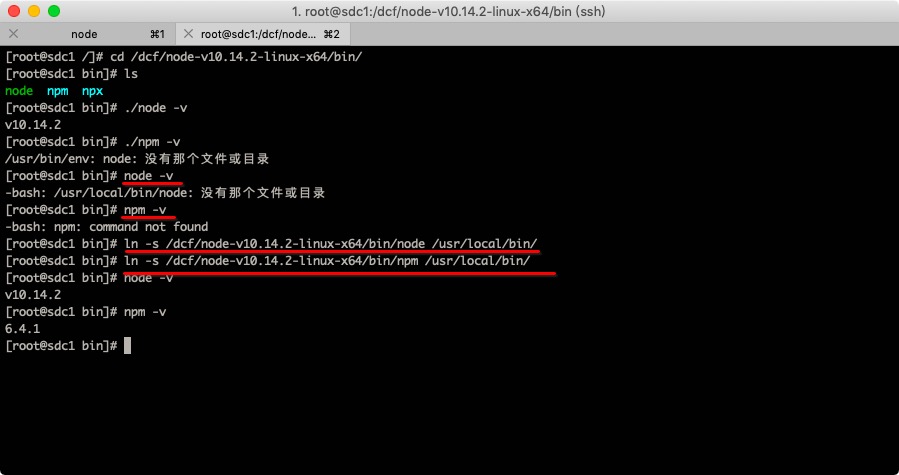 1. root@sdc1:/dcf/node-v10.14.2-linux-x64/bin (ssh)
node ⌘1 root@sdc1:/dcf/node... ⌘2
[root@sdc1 /]# cd /dcf/node-v10.14.2-linux-x64/bin/
[root@sdc1 bin]# ls
node npm npx
[root@sdc1 bin]# ./node -v
v10.14.2
[root@sdc1 bin]# ./npm -v
/usr/bin/env: node: 没有那个文件或目录
[root@sdc1 bin]# node -v
-bash: /usr/local/bin/node: 没有那个文件或目录
[root@sdc1 bin]# npm -v
-bash: npm: command not found
[root@sdc1 bin]# ln -s /dcf/node-v10.14.2-linux-x64/bin/node /usr/local/bin/
[root@sdc1 bin]# ln -s /dcf/node-v10.14.2-linux-x64/bin/npm /usr/local/bin/
[root@sdc1 bin]# node -v
v10.14.2
[root@sdc1 bin]# npm -v
6.4.1
[root@sdc1 bin]#